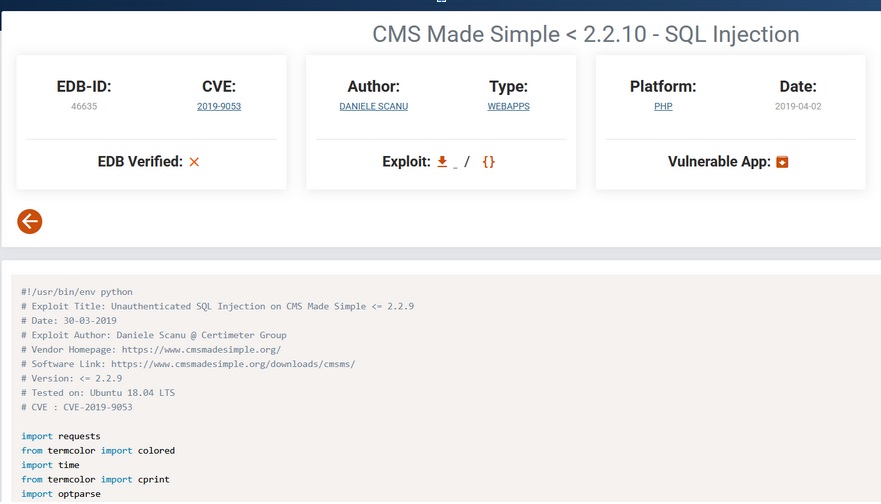 CMS Made Simple < 2.2.10 - SQL Injection
EDB-ID:
46635
CVE:
2019-9053
EDB Verified:
Author:
DANIELE SCANU
Type:
WEBAPPS
Exploit: / {}
Platform:
PHP
Date:
2019-04-02
Vulnerable App:
#!/usr/bin/env python
# Exploit Title: Unauthenticated SQL Injection on CMS Made Simple <= 2.2.9
# Date: 30-03-2019
# Exploit Author: Daniele Scanu @ Certimeter Group
# Vendor Homepage: https://www.cmsmadesimple.org/
# Software Link: https://www.cmsmadesimple.org/downloads/cmsms/
# Version: <= 2.2.9
# Tested on: Ubuntu 18.04 LTS
# CVE : CVE-2019-9053
import requests
from termcolor import colored
import time
from termcolor import cprint
import optparse